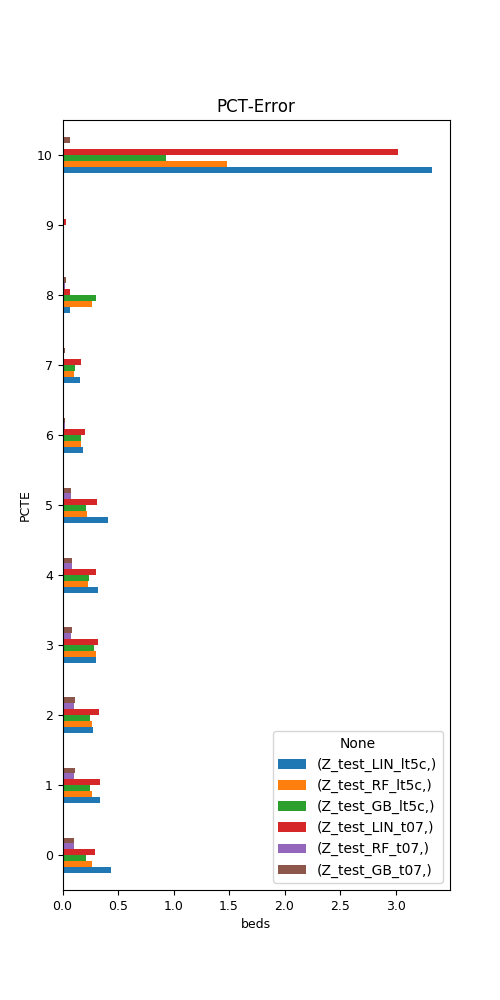 PCT-Error
10
9
8
7
6
5
4
3
2
1
0
PCTE
None
(Z_test_LIN_lt5c,)
(Z_test_RF_lt5c,)
(Z_test_GB_lt5c,)
(Z_test_LIN_t07,)
(Z_test_RF_t07,)
(Z_test_GB_t07,)
0.0 0.5 1.0 1.5 2.0 2.5 3.0
beds